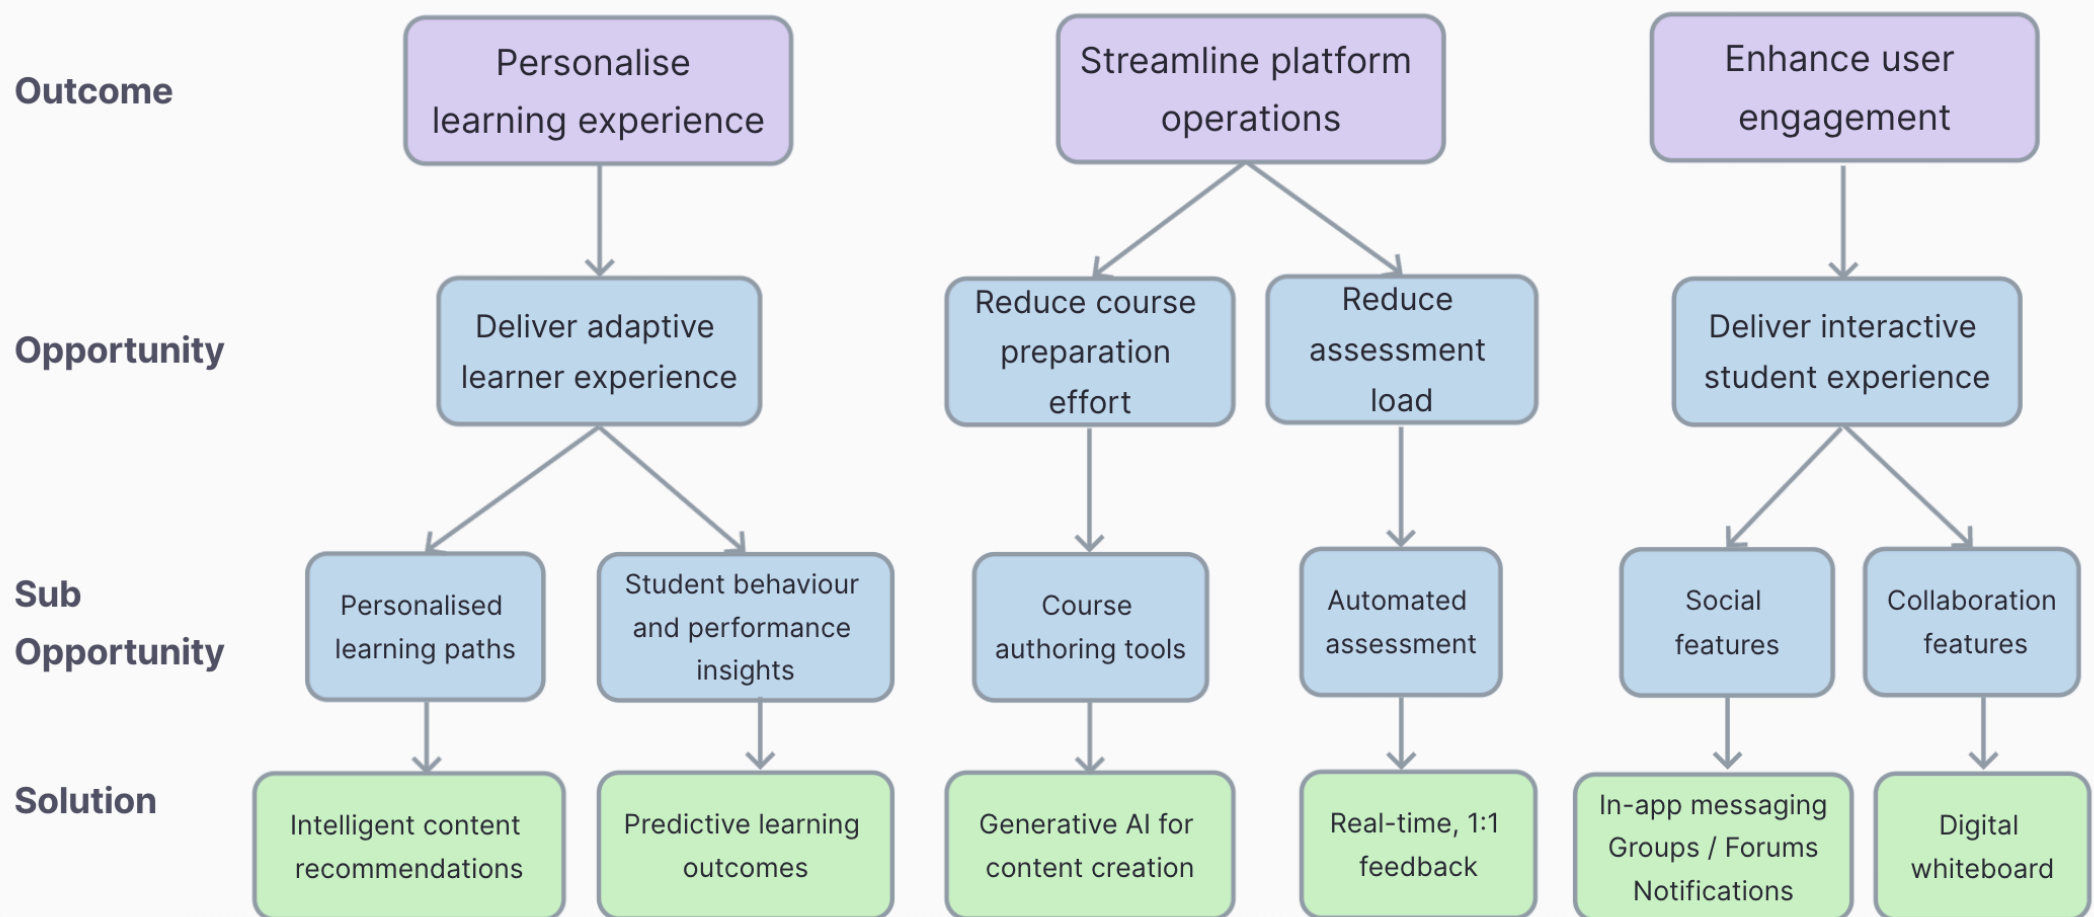 Outcome
Personalise
learning experience
Streamline platform
operations
Enhance user
engagement
Opportunity
Deliver adaptive
learner experience
Reduce course
preparation
effort
Reduce
assessment
load
Deliver interactive
student experience
Sub
Opportunity
Personalised
learning paths
Student behaviour
and performance
insights
Course
authoring tools
Automated
assessment
Social
features
Collaboration
features
Solution
Intelligent content
recommendations
Predictive learning
outcomes
Generative AI for
content creation
Real-time, 1:1
feedback
In-app messaging
Groups / Forums
Notifications
Digital
whiteboard